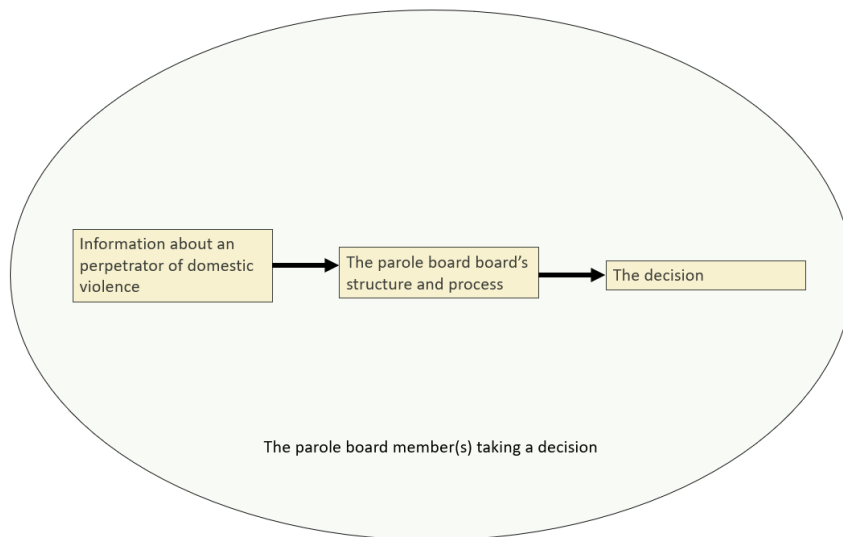 Information about an
perpetrator of domestic
violence
The parole board board's
structure and process
The decision
The parole board member(s) taking a decision